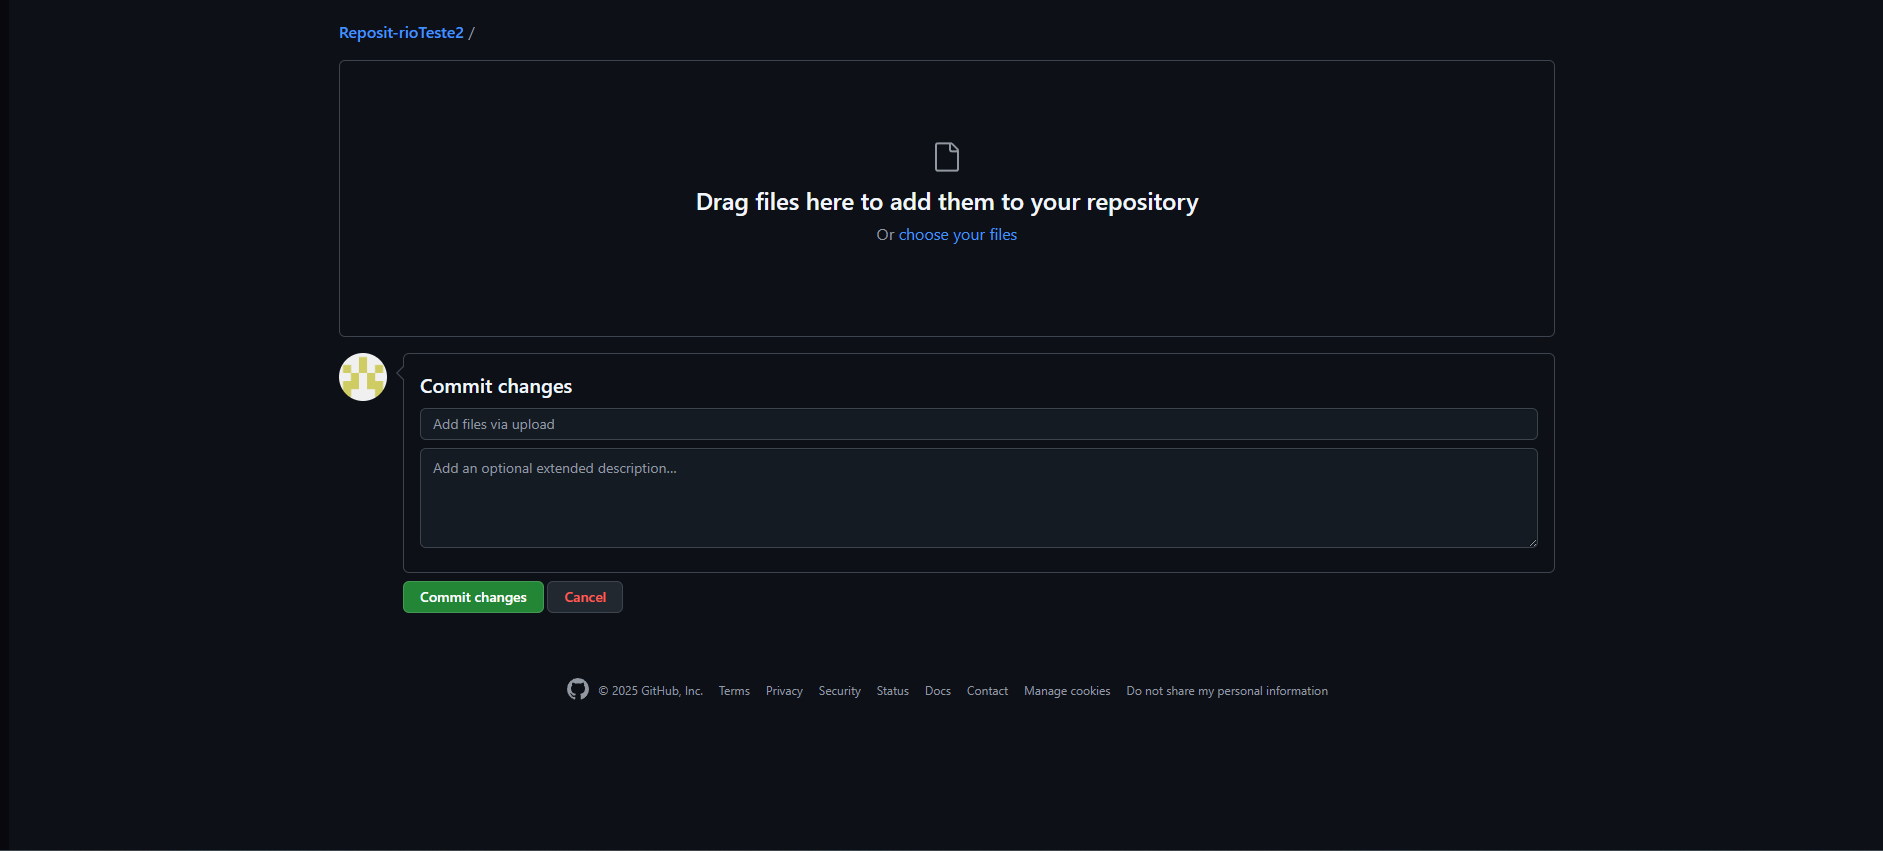 Reposit-rioTeste2 /
Drag files here to add them to your repository
Or choose your files
Commit changes
Add files via upload
Add an optional extended description...
Commit changes Cancel
© 2025 GitHub, Inc. Terms Privacy Security Status Docs Contact Manage cookies Do not share my personal information